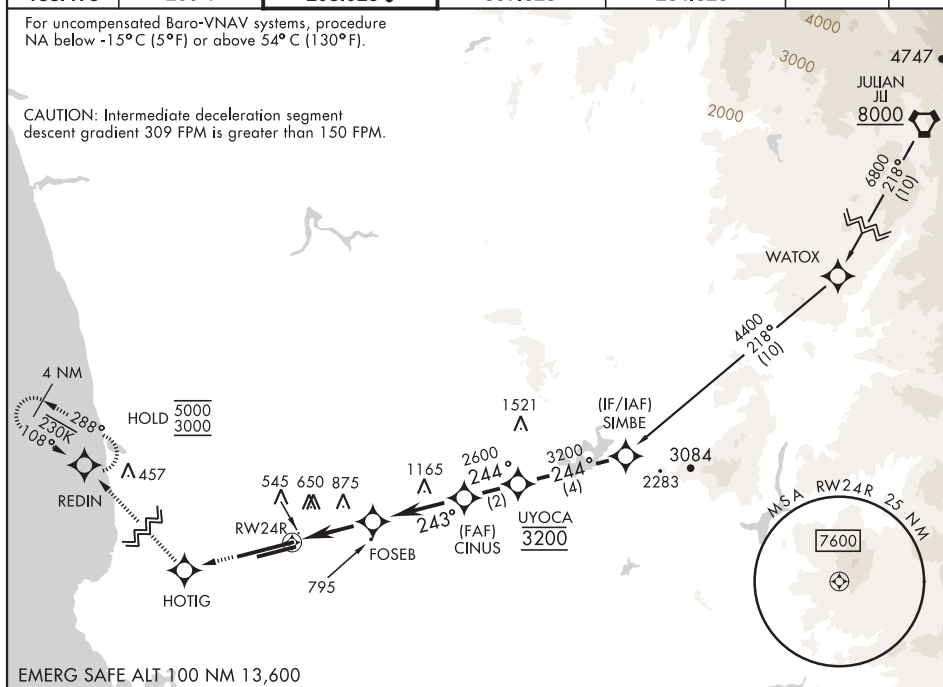 For uncompensated Baro-VNAV systems, procedure
NA below -15°C (5°F) or above 54°C (130°F).
CAUTION: Intermediate deceleration segment
descent gradient 309 FPM is greater than 150 FPM.
4000
3000
2000
4747
JULIAN
JLI
8000
6800
218°
(10)
WATOX
4400
218°
(10)
4 NM
288°
230K
108°
HOLD 5000
3000
457
REDIN
1521
(IF/IAF)
SIMBE
3084
2283
3200
244°
(4)
2600
244°
(2)
UYOCA
3200
1165
243°
(FAF)
CINUS
545 650 875
RW24R
FOSEB
795
HOTIG
MSA RW24R 25 NM
7600
EMERG SAFE ALT 100 NM 13,600